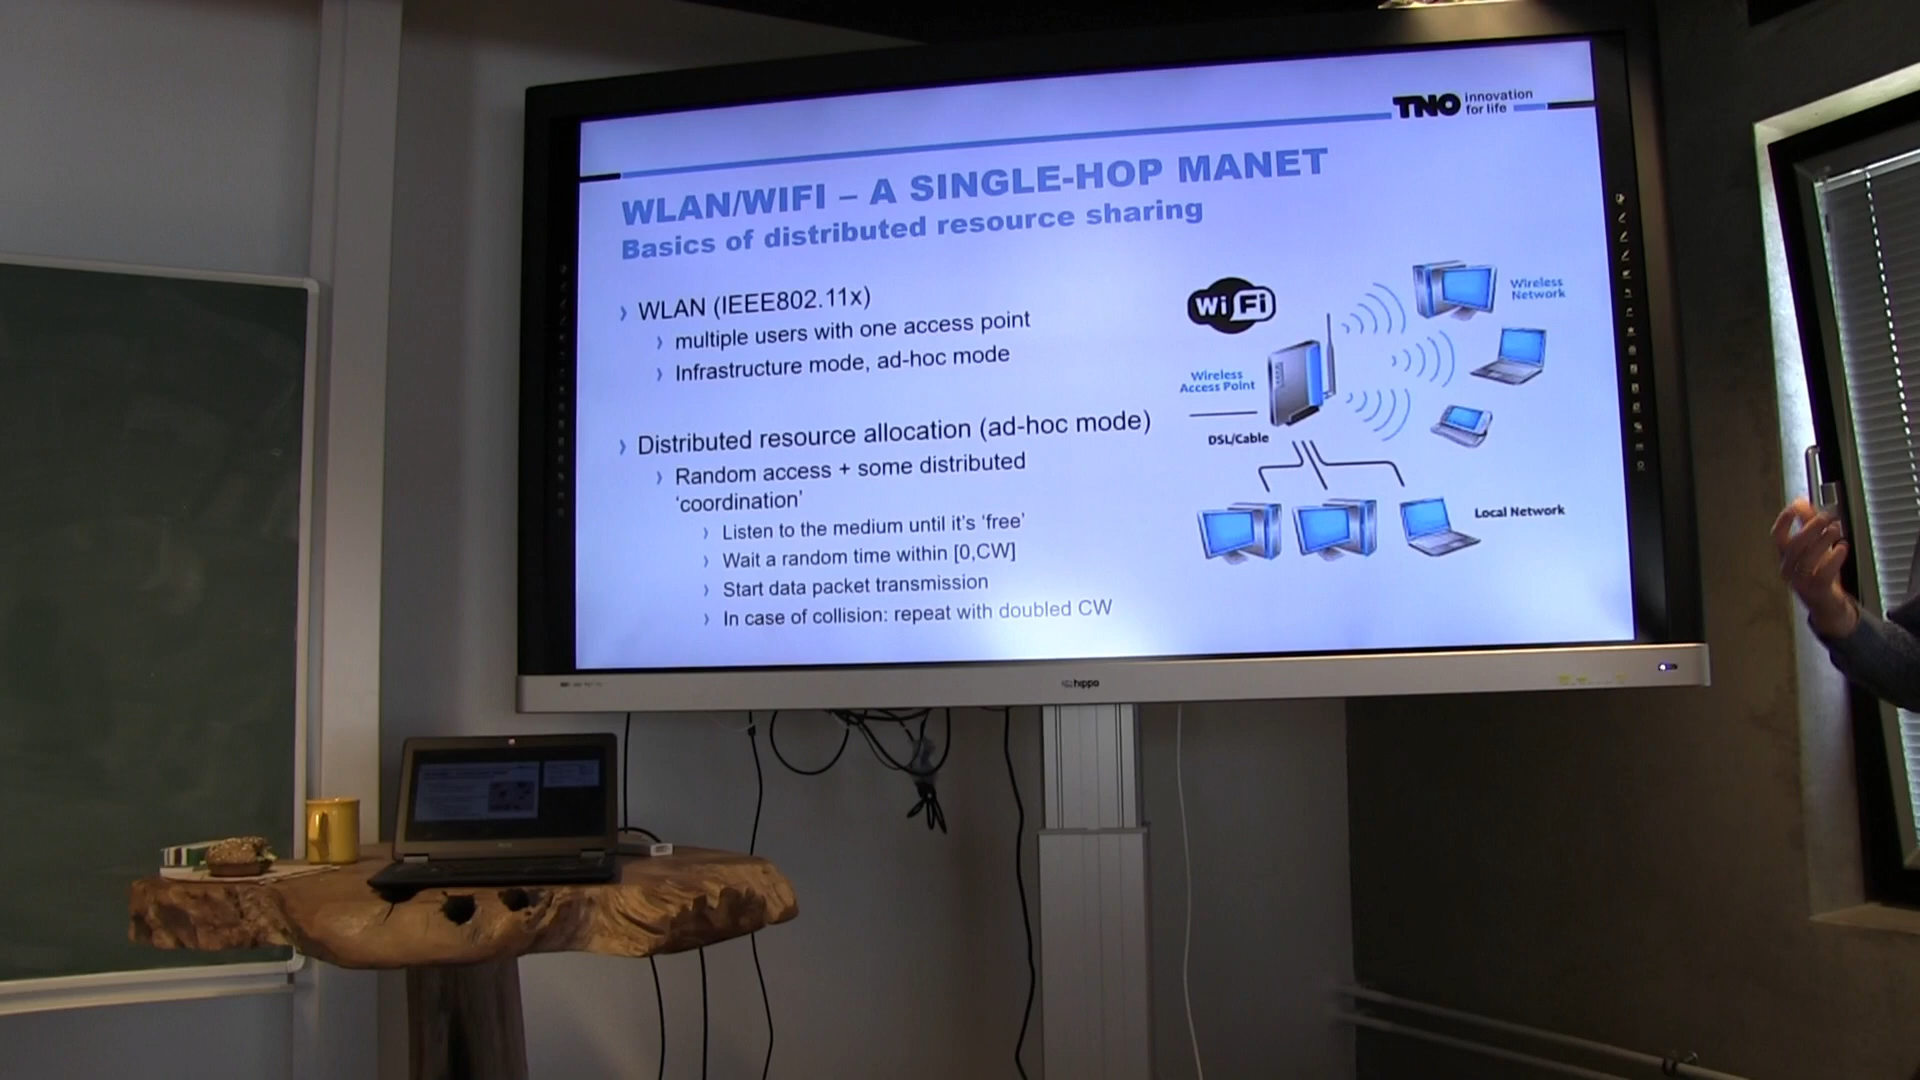 TNO innovation
for life
WLAN/WIFI – A SINGLE-HOP MANET
Basics of distributed resource sharing
› WLAN (IEEE802.11x)
› multiple users with one access point
› Infrastructure mode, ad-hoc mode
› Distributed resource allocation (ad-hoc mode)
› Random access + some distributed
‘coordination’
› Listen to the medium until it’s ‘free’
› Wait a random time within [0,CW]
› Start data packet transmission
› In case of collision: repeat with doubled CW
Wi Fi
Wireless
Network
Wireless
Access Point
DSL/Cable
Local Network
hippo